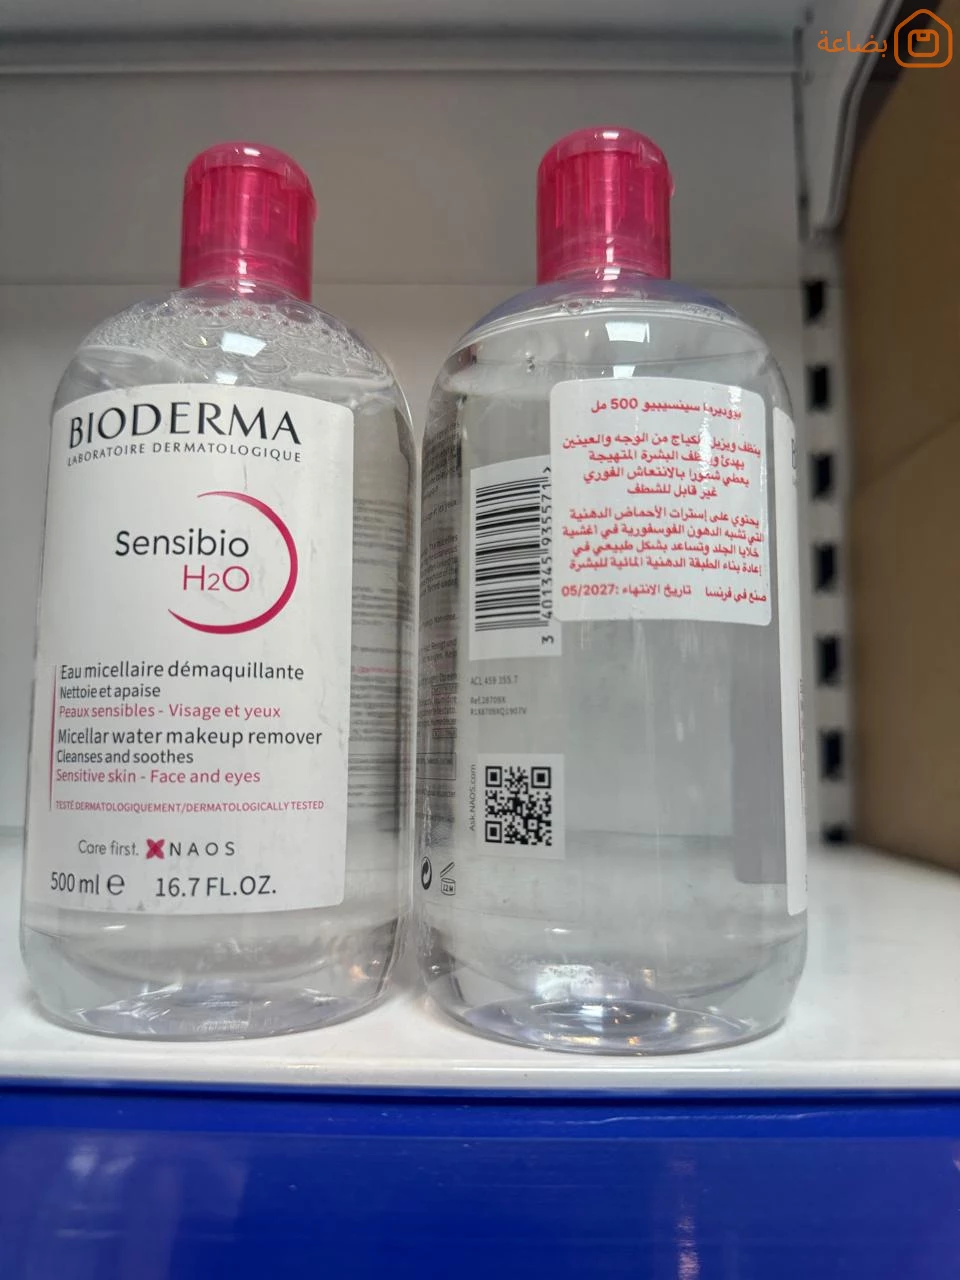 بضاعة
BIODERMA
LABORATOIRE DERMATOLOGIQUE
Sensibio
H2O
Eau micellaire démaquillante
Nettoie et apaise
Peaux sensibles - Visage et yeux
Micellar water makeup remover
Cleanses and soothes
Sensitive skin - Face and eyes
TESTÉ DERMATOLOGIQUEMENT/DERMATOLOGICALLY TESTED
Care first. NAOS
500 ml e 16.7 FL.OZ.
بيوديرما سينسيبيو 500 مل
ينظف ويزيل المكياج من الوجه والعينين
يهدئ وينظف البشرة المتهيجة
يعطي شعورا بالانتعاش الفوري
غير قابل للشطف
يحتوي على إسترات الأحماض الدهنية
التي تشبه الدهون الفوسفورية في اغشية
خلايا الجلد وتساعد بشكل طبيعي في
إعادة بناء الطبقة الدهنية المائية للبشرة
صنع في فرنسا تاريخ الانتهاء :05/2027
3 401345 935571 >
ACL 459 355.7
Ref.28709X
Ask.NAOS.com
12 M